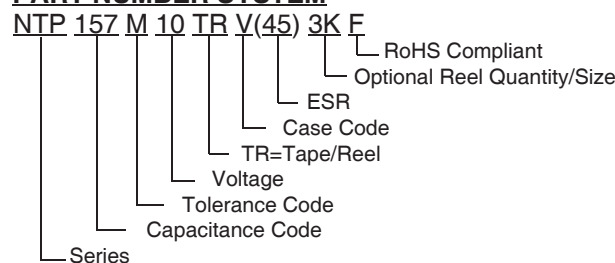 PART NUMBER SYSTEM
NTP 157 M 10 TR V(45) 3K F
RoHS Compliant
Optional Reel Quantity/Size
ESR
Case Code
TR=Tape/Reel
Voltage
Tolerance Code
Capacitance Code
Series